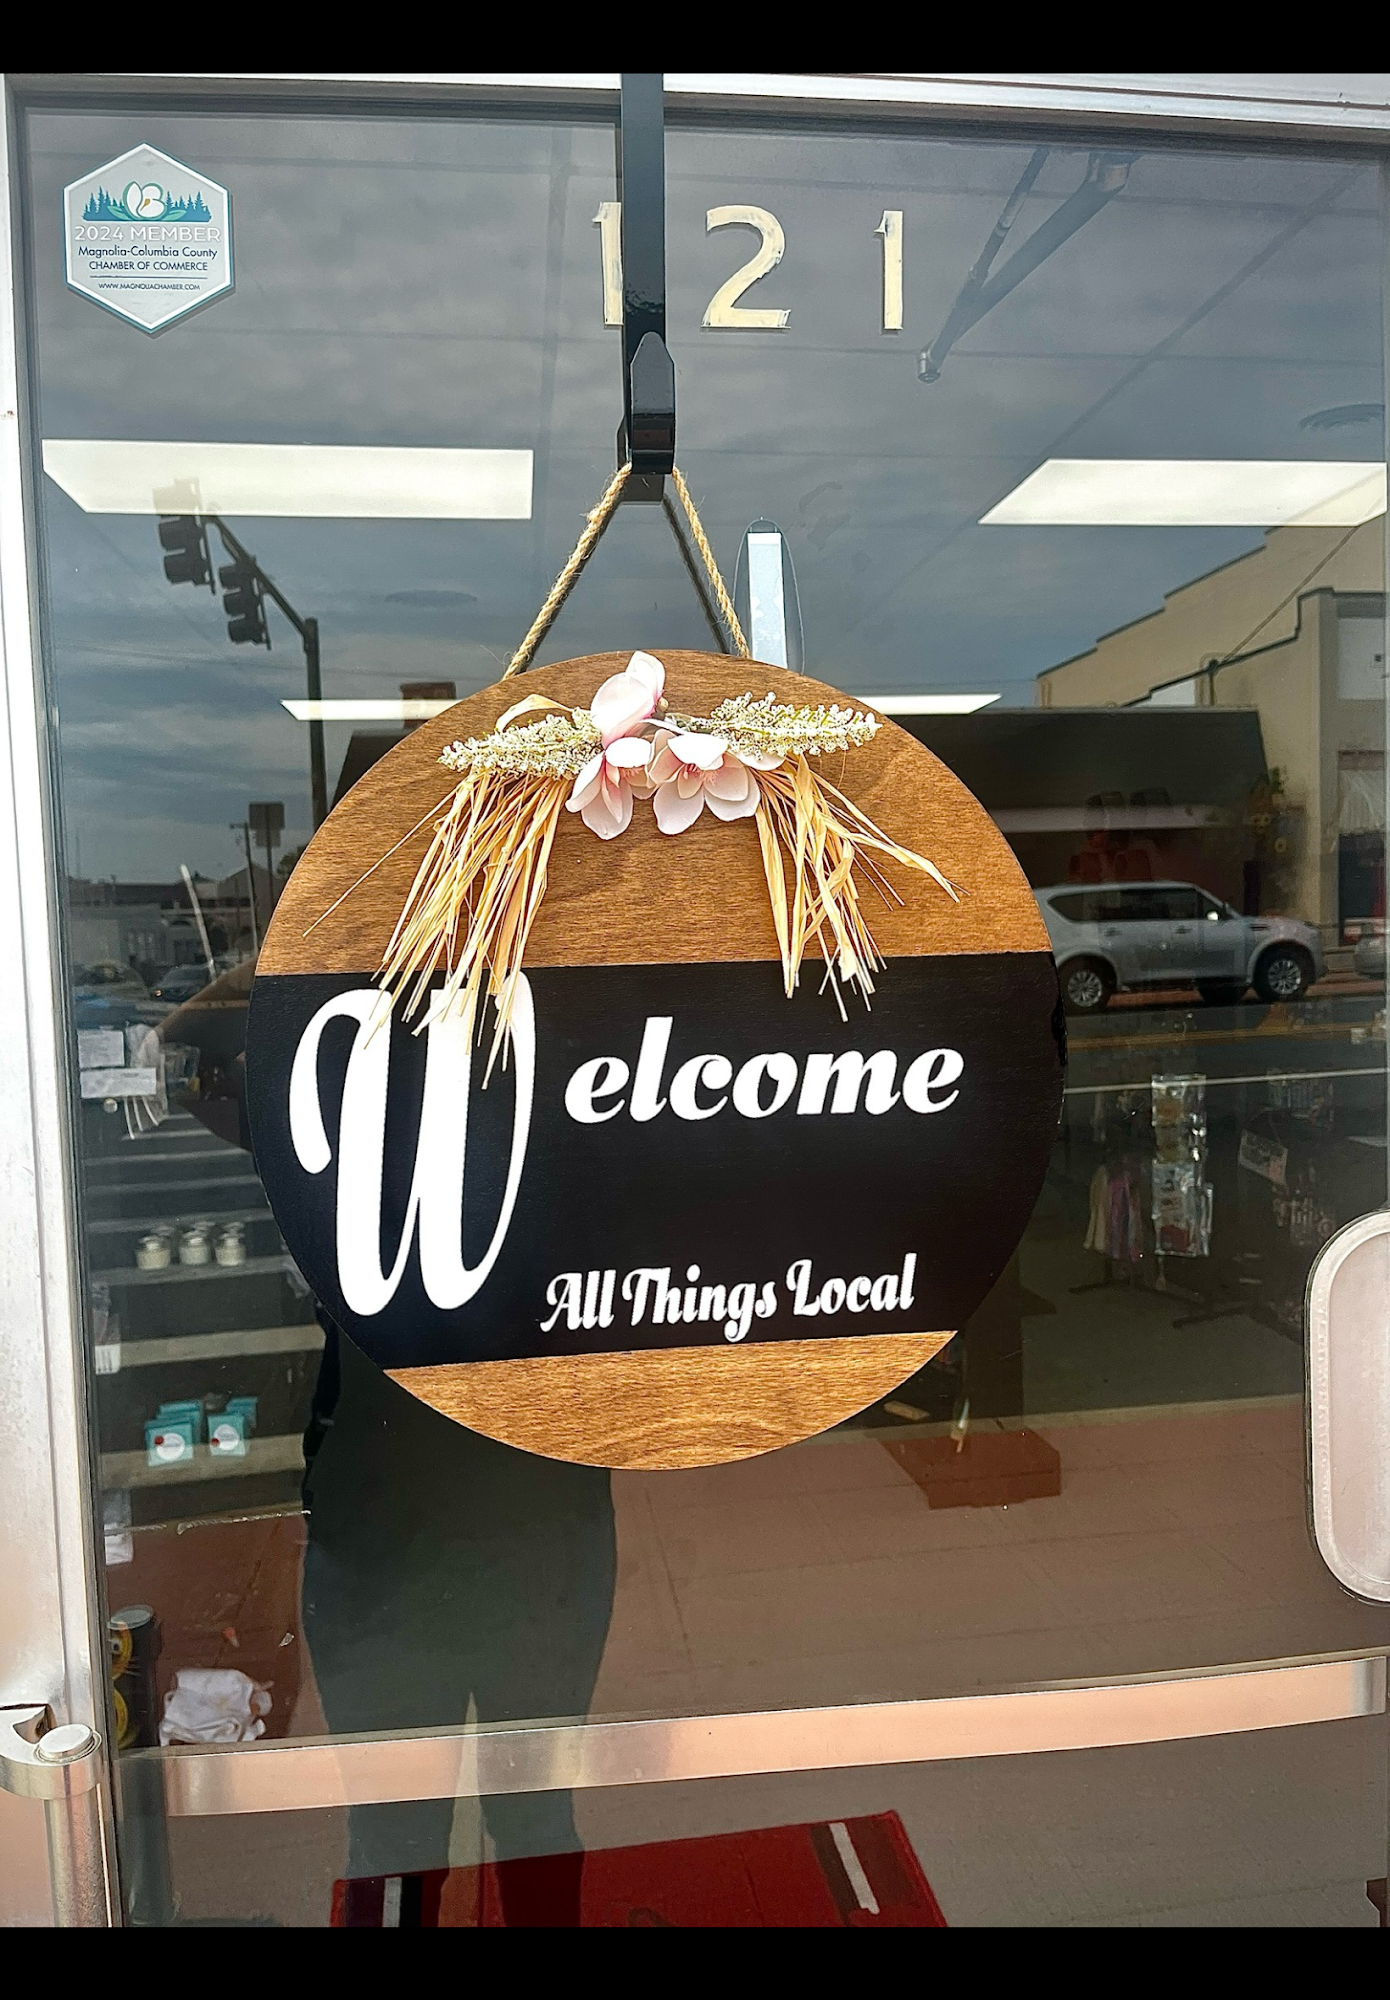 2024 MEMBER
Magnolia-Columbia County
CHAMBER OF COMMERCE
WWW.MAGNOLIACHAMBER.COM
121
Welcome
All Things Local